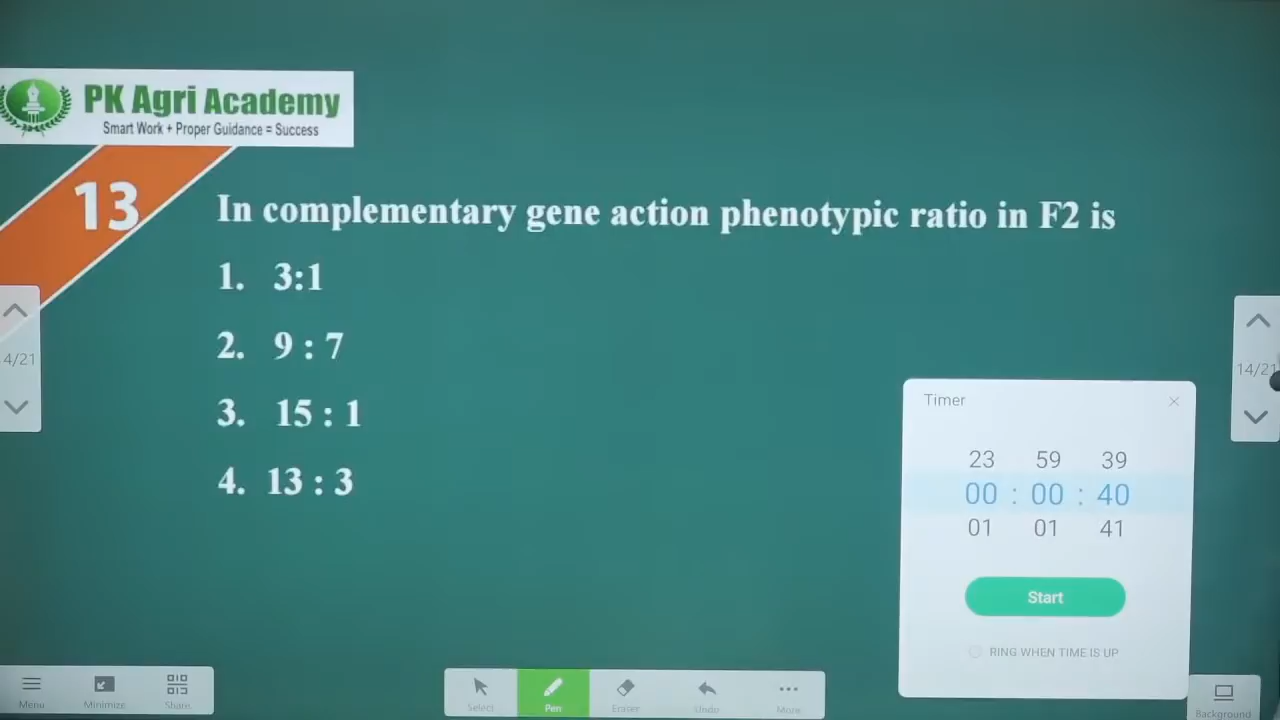 PK Agri Academy
Smart Work + Proper Guidance = Success
13
In complementary gene action phenotypic ratio in F2 is
1. 3:1
2. 9 : 7
3. 15 : 1
4. 13 : 3
4/21
14/21
Timer
23 59 39
00 : 00 : 40
01 01 41
Start
RING WHEN TIME IS UP
Menu
Minimize
Share
Select
Pen
Eraser
Undo
More
Background